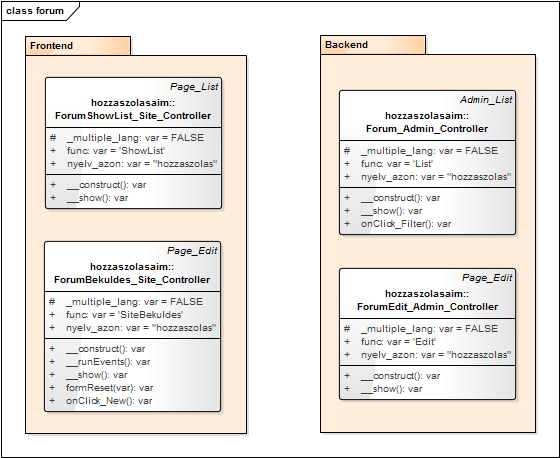 class forum
Frontend
Page_List
hozzaszolasaim::
ForumShowList_Site_Controller
# _multiple_lang: var = FALSE
+ func: var = 'ShowList'
+ nyelv_azon: var = "hozzaszolas"
+ __construct(): var
+ __show(): var
Page_Edit
hozzaszolasaim::
ForumBekuldes_Site_Controller
# _multiple_lang: var = FALSE
+ func: var = 'SiteBekuldes'
+ nyelv_azon: var = "hozzaszolas"
+ __construct(): var
+ __runEvents(): var
+ __show(): var
+ formReset(var): var
+ onClick_New(): var
Backend
Admin_List
hozzaszolasaim::
Forum_Admin_Controller
# _multiple_lang: var = FALSE
+ func: var = 'List'
+ nyelv_azon: var = "hozzaszolas"
+ __construct(): var
+ __show(): var
+ onClick_Filter(): var
Page_Edit
hozzaszolasaim::
ForumEdit_Admin_Controller
# _multiple_lang: var = FALSE
+ func: var = 'Edit'
+ nyelv_azon: var = "hozzaszolas"
+ __construct(): var
+ __show(): var